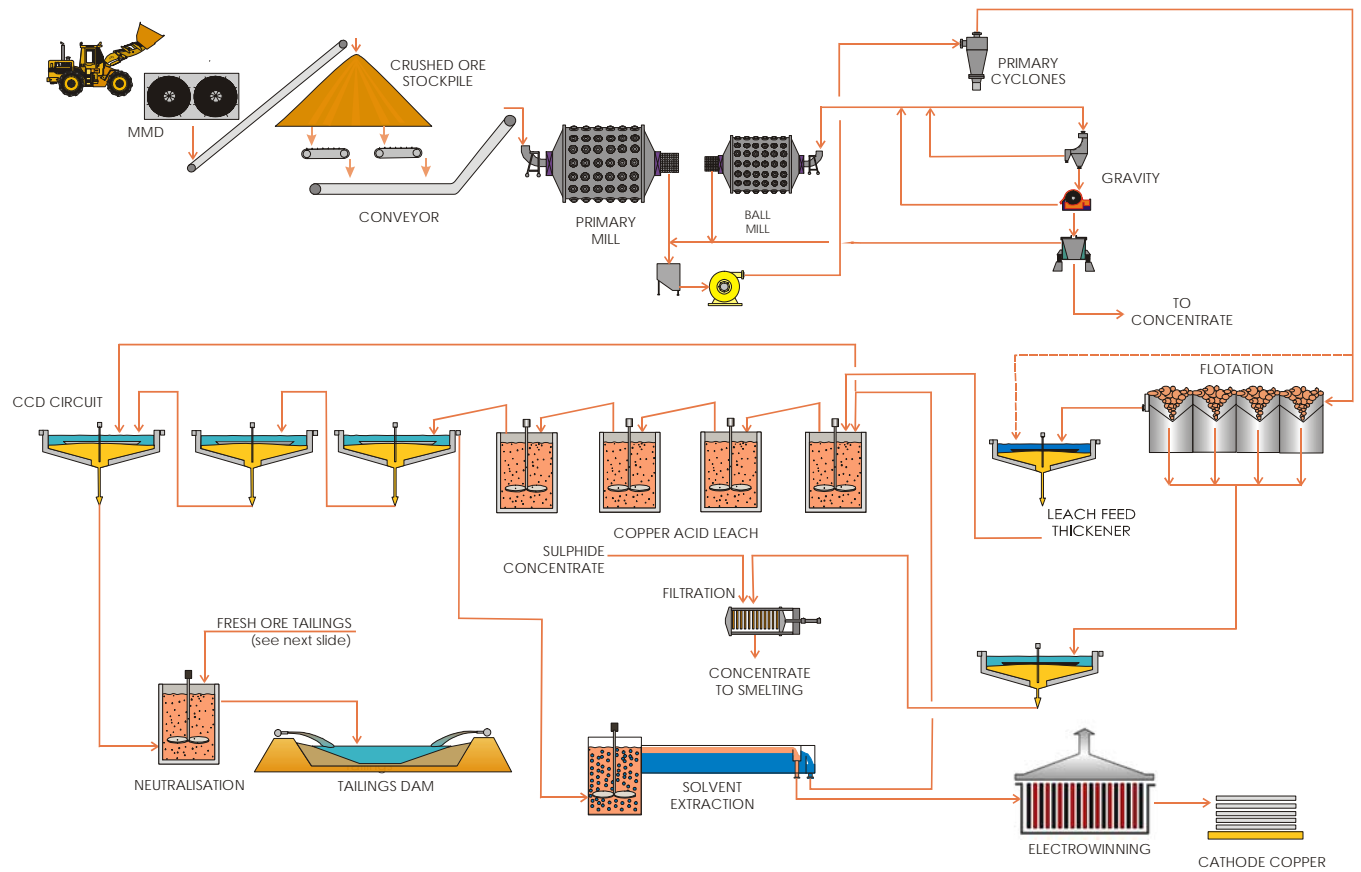 CRUSHED ORE
STOCKPILE
MMD
CONVEYOR
PRIMARY
MILL
BALL
MILL
PRIMARY
CYCLONES
GRAVITY
TO
CONCENTRATE
CCD CIRCUIT
FLOTATION
COPPER ACID LEACH
LEACH FEED
THICKENER
SULPHIDE
CONCENTRATE
FILTRATION
CONCENTRATE
TO SMELTING
FRESH ORE TAILINGS
(see next slide)
NEUTRALISATION
TAILINGS DAM
SOLVENT
EXTRACTION
ELECTROWINNING
CATHODE COPPER